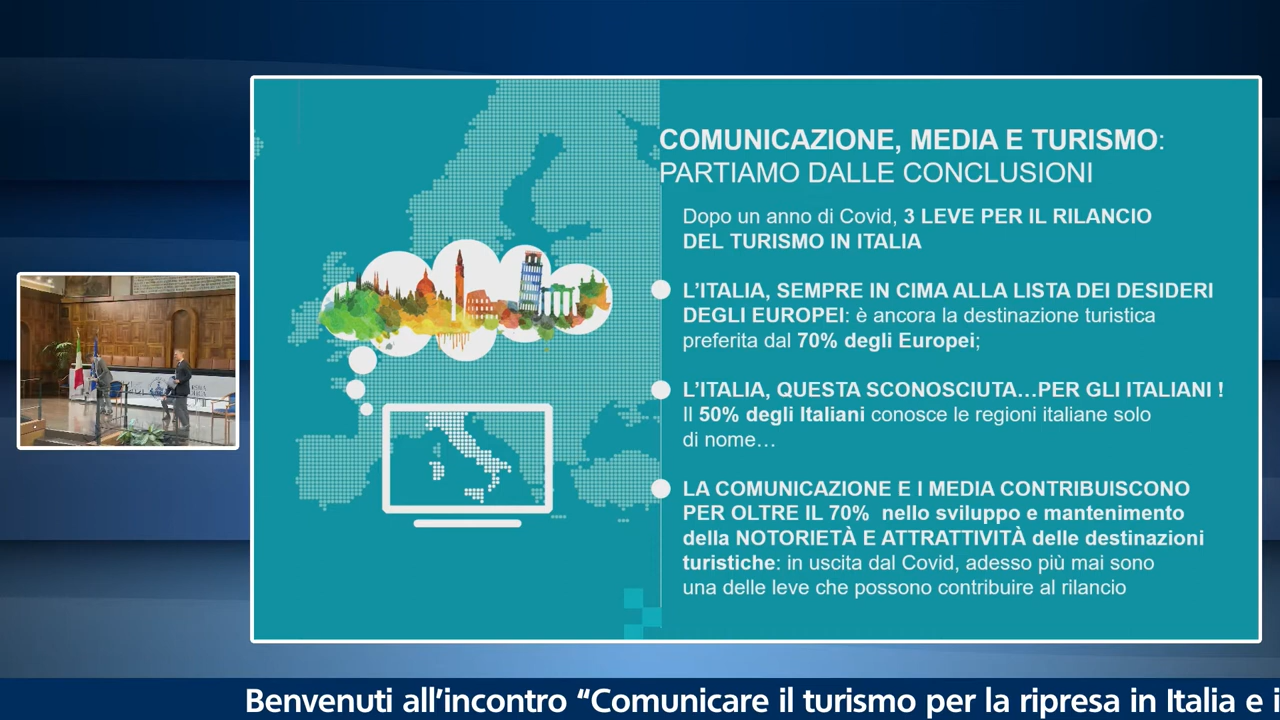 COMUNICAZIONE, MEDIA E TURISMO:
PARTIAMO DALLE CONCLUSIONI
Dopo un anno di Covid, 3 LEVE PER IL RILANCIO
DEL TURISMO IN ITALIA
L'ITALIA, SEMPRE IN CIMA ALLA LISTA DEI DESIDERI
DEGLI EUROPEI: è ancora la destinazione turistica
preferita dal 70% degli Europei;
L'ITALIA, QUESTA SCONOSCIUTA...PER GLI ITALIANI !
Il 50% degli Italiani conosce le regioni italiane solo
di nome...
LA COMUNICAZIONE E I MEDIA CONTRIBUISCONO
PER OLTRE IL 70% nello sviluppo e mantenimento
della NOTORIETÀ E ATTRATTIVITÀ delle destinazioni
turistiche: in uscita dal Covid, adesso più mai sono
una delle leve che possono contribuire al rilancio
Benvenuti all'incontro “Comunicare il turismo per la ripresa in Italia e i